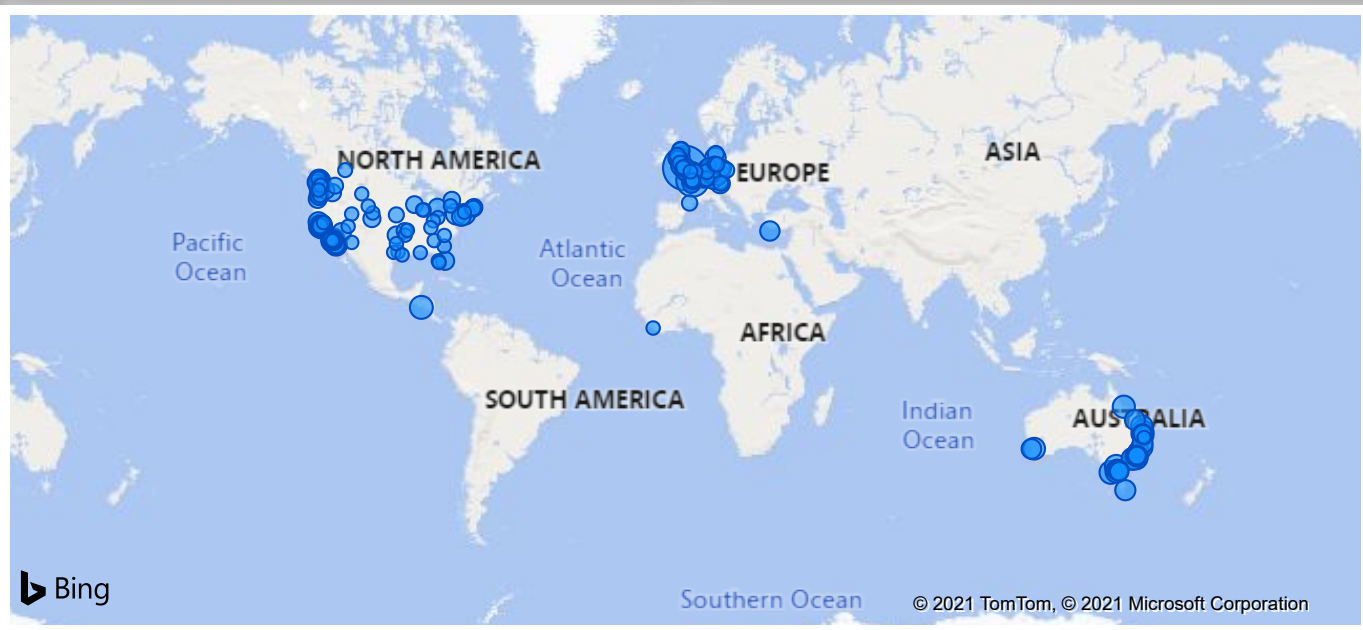 NORTH AMERICA
ASIA
EUROPE
Pacific
Ocean
Atlantic
Ocean
AFRICA
SOUTH AMERICA
Indian
Ocean
AUSTRALIA
Bing
Southern Ocean
© 2021 TomTom, © 2021 Microsoft Corporation